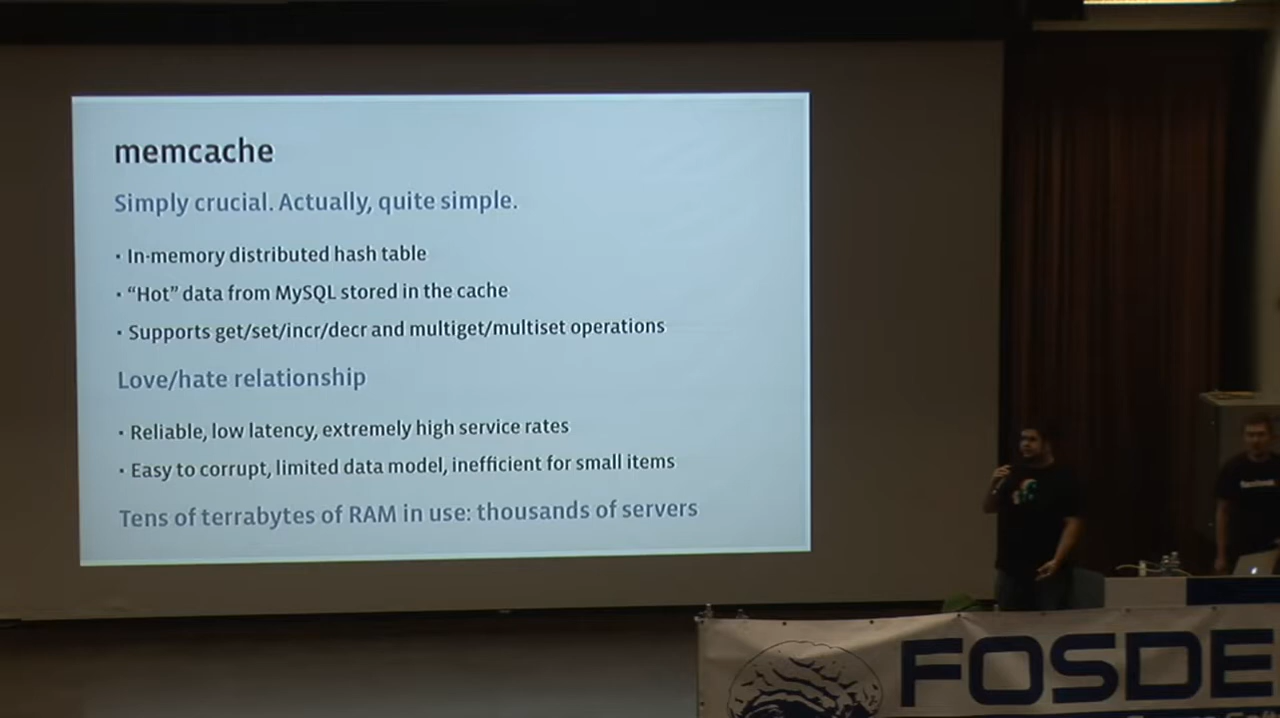 memcache
Simply crucial. Actually, quite simple.
· In-memory distributed hash table
· “Hot” data from MySQL stored in the cache
· Supports get/set/incr/decr and multiget/multiset operations
Love/hate relationship
· Reliable, low latency, extremely high service rates
· Easy to corrupt, limited data model, inefficient for small items
Tens of terrabytes of RAM in use: thousands of servers
FOSDE